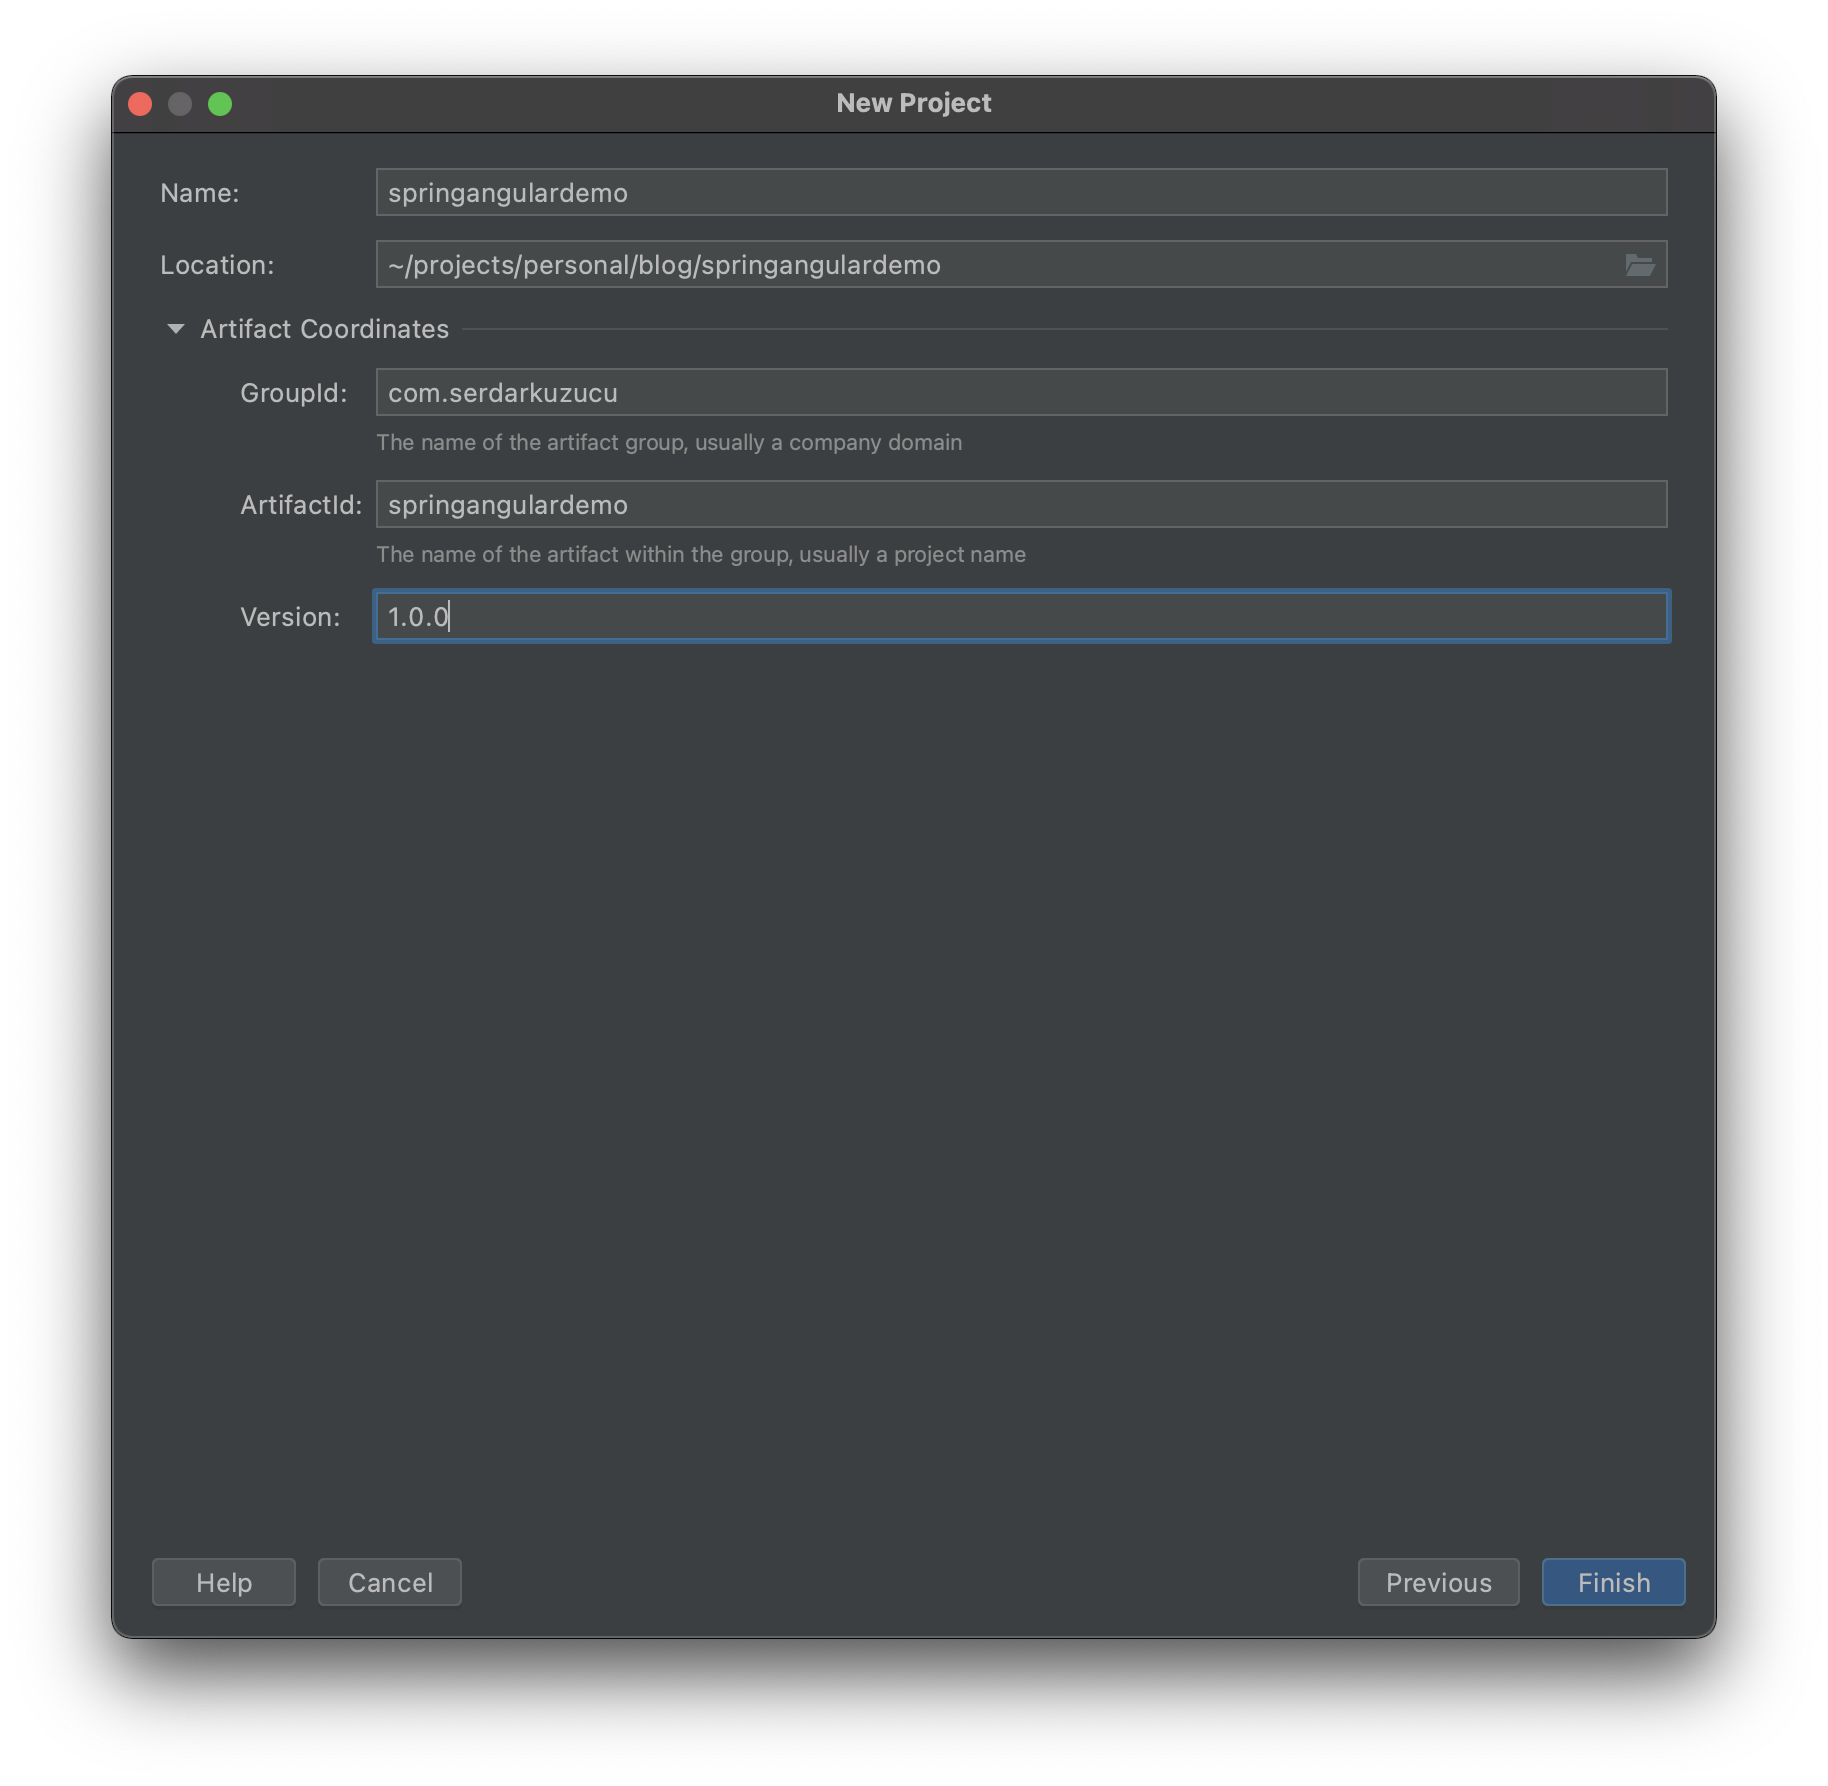 New Project
Name: springangulardemo
Location: ~/projects/personal/blog/springangulardemo
Artifact Coordinates
GroupId: com.serdarkuzucu
The name of the artifact group, usually a company domain
ArtifactId: springangulardemo
The name of the artifact within the group, usually a project name
Version: 1.0.0
Help Cancel Previous Finish